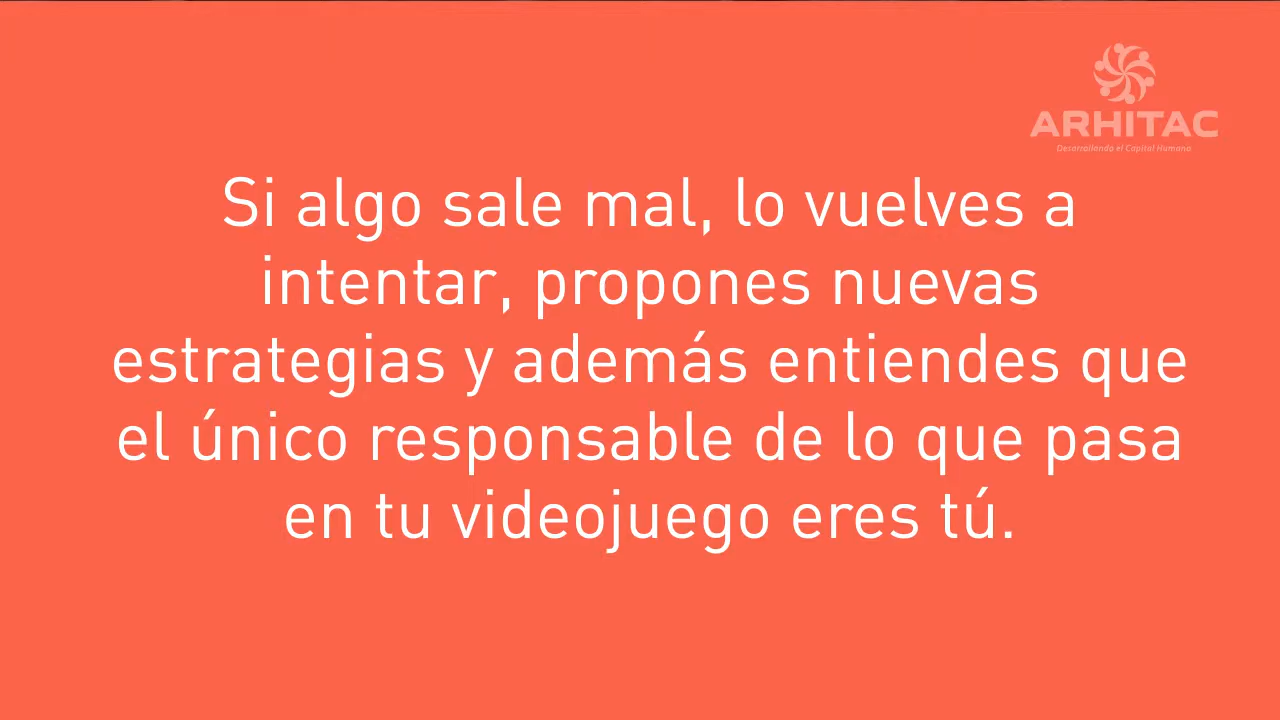 ARHITAC
Desarrollando el Capital Humano
Si algo sale mal, lo vuelves a
intentar, propones nuevas
estrategias y además entiendes que
el único responsable de lo que pasa
en tu videojuego eres tú.